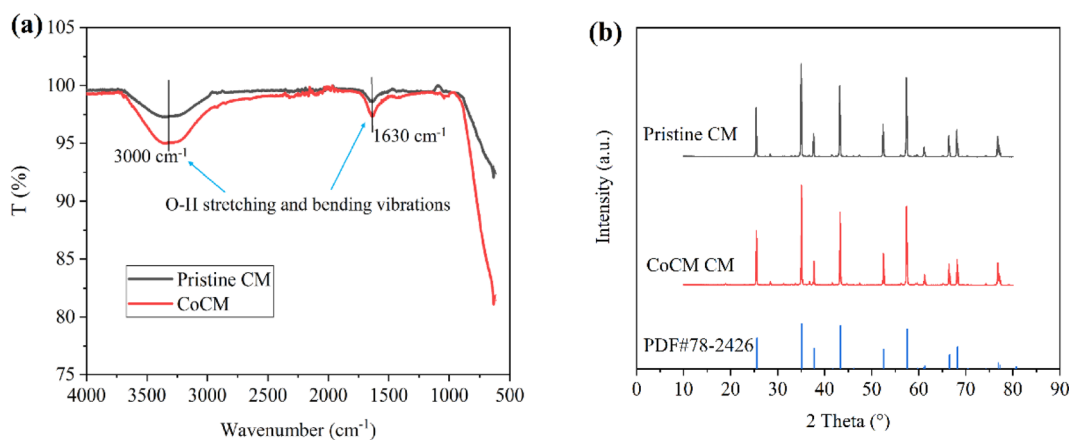 (a)
105
100
95
90
85
80
75
T (%)
3000 cm-1
1630 cm-1
O-II stretching and bending vibrations
Pristine CM
CoCM
4000 3500 3000 2500 2000 1500 1000 500
Wavenumber (cm-1)
(b)
Intensity (a.u.)
Pristine CM
CoCM CM
PDF#78-2426
0 10 20 30 40 50 60 70 80 90
2 Theta (°)